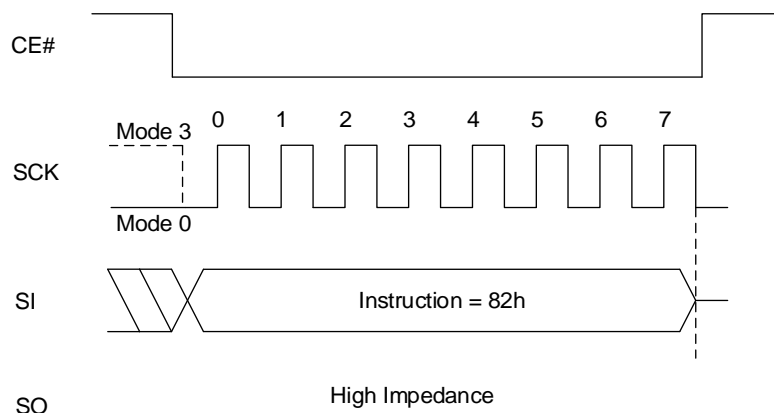 CE#
0 1 2 3 4 5 6 7
Mode 3
SCK
Mode 0
SI
Instruction = 82h
High Impedance
SO